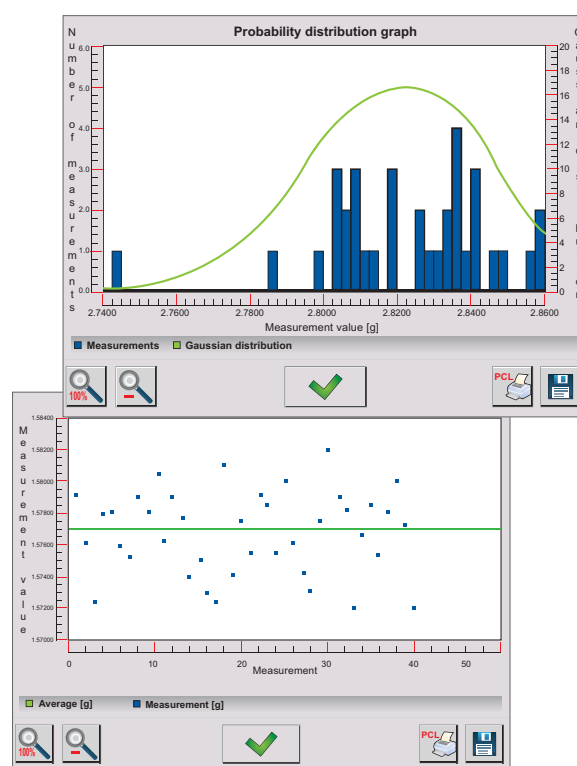 Probability distribution graph
Number of measurements
6.0
5.0
4.0
3.0
2.0
1.0
0.0
20
18
16
14
12
10
8
6
4
2
0
2.7400 2.7600 2.7800 2.8000 2.8200 2.8400 2.8600
Measurement value [g]
Measurements Gaussian distribution
100%
PCL
Measurement value
1.58400
1.58200
1.58000
1.57800
1.57600
1.57400
1.57200
1.57000
0 10 20 30 40 50
Measurement
Average [g] Measurement [g]
100%
PCL